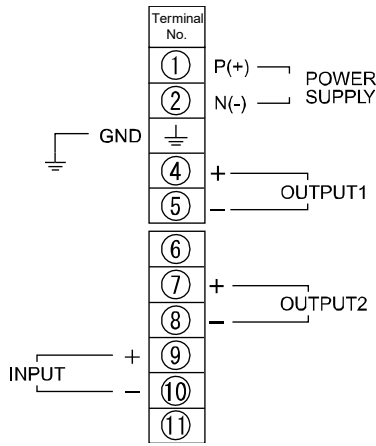 Terminal
No.
① P(+) POWER
② N(-) SUPPLY
GND
④ +
OUTPUT1
⑤ −
⑥
⑦ +
OUTPUT2
⑧ −
+ ⑨
INPUT
− ⑩
⑪